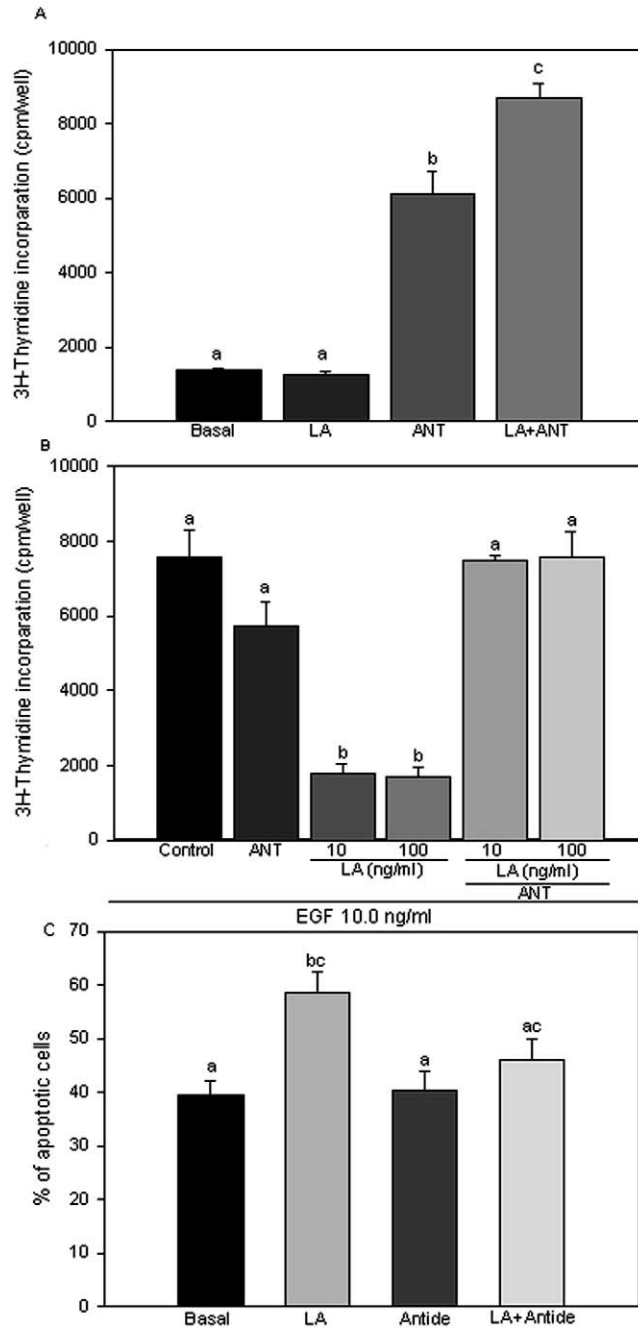 A
3H-Thymidine incorparation (cpm/well)
10000
8000
6000
4000
2000
0
a
a
b
c
Basal LA ANT LA+ANT
B
3H-Thymidine incorparation (cpm/well)
10000
8000
6000
4000
2000
0
a
a
b
b
a
a
Control ANT 10 100 10 100
LA (ng/ml) LA (ng/ml)
ANT
EGF 10.0 ng/ml
C
% of apoptotic cells
70
60
50
40
30
20
10
0
a
bc
a
ac
Basal LA Antide LA+Antide